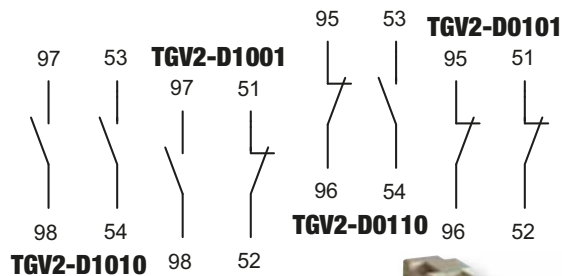 95 53 TGV2-D0101
97 53 TGV2-D1001 95 51
97 51
96 54
98 54 TGV2-D0110 96 52
TGV2-D1010 98 52